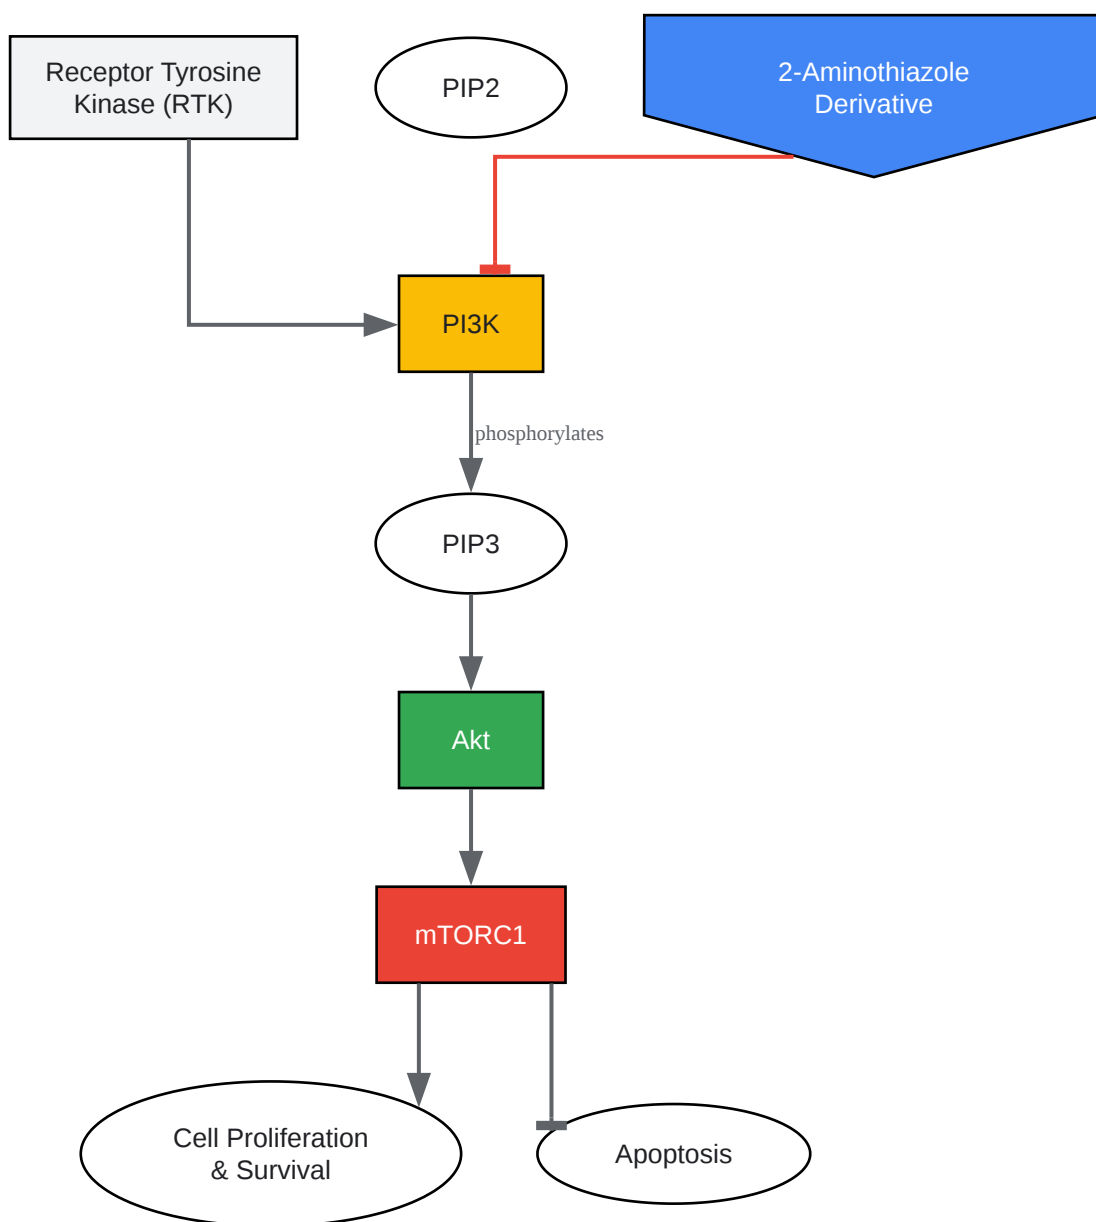 Receptor Tyrosine
Kinase (RTK)
PIP2
2-Aminothiazole
Derivative
PI3K
phosphorylates
PIP3
Akt
mTORC1
Cell Proliferation
& Survival
Apoptosis